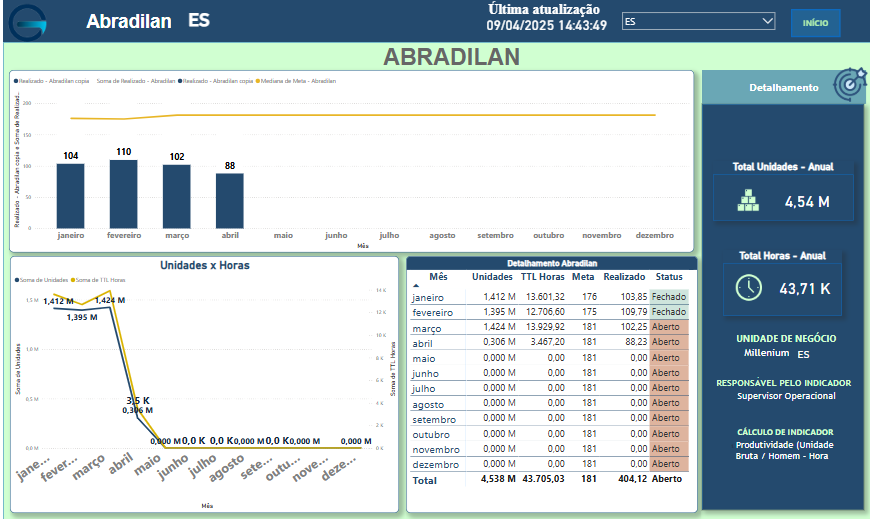 Abradilan ES
Última atualização
09/04/2025 14:43:49
ES
INÍCIO
ABRADILAN
Realizado - Abradilan copia Soma de Realizado - Abradilan Realizado - Abradilan copia Mediana de Meta - Abradilan
Realizado - Abradilan copia e Soma de Realizad...
200
150
100
50
0
104 110 102 88
janeiro fevereiro março abril maio junho julho agosto setembro outubro novembro dezembro
Mês
Unidades x Horas
Soma de Unidades Soma de TTL Horas
Soma de Unidades
1,5 M
1,0 M
0,5 M
0,0 M
1,412 M 1,395 M 1,424 M
3,5 K
0,306 M
0,000 M 0,0 K 0,0 K 0,000 M 0,0 K 0,000 M 0,000 M
14 K
12 K
10 K
8 K
6 K
4 K
2 K
0 K
Soma de TTL Horas
jane... fever... março abril maio junho julho agosto sete... outu... nove... deze...
Mês
Detalhamento Abradilan
Mês Unidades TTL Horas Meta Realizado Status
janeiro 1,412 M 13.601,32 176 103,85 Fechado
fevereiro 1,395 M 12.706,60 175 109,79 Fechado
março 1,424 M 13.929,92 181 102,25 Aberto
abril 0,306 M 3.467,20 181 88,23 Aberto
maio 0,000 M 0,00 181 0,00 Aberto
junho 0,000 M 0,00 181 0,00 Aberto
julho 0,000 M 0,00 181 0,00 Aberto
agosto 0,000 M 0,00 181 0,00 Aberto
setembro 0,000 M 0,00 181 0,00 Aberto
outubro 0,000 M 0,00 181 0,00 Aberto
novembro 0,000 M 0,00 181 0,00 Aberto
dezembro 0,000 M 0,00 181 0,00 Aberto
Total 4,538 M 43.705,03 181 404,12 Aberto
Detalhamento
Total Unidades - Anual
4,54 M
Total Horas - Anual
43,71 K
UNIDADE DE NEGÓCIO
Millenium ES
RESPONSÁVEL PELO INDICADOR
Supervisor Operacional
CÁLCULO DE INDICADOR
Produtividade (Unidade
Bruta / Homem - Hora